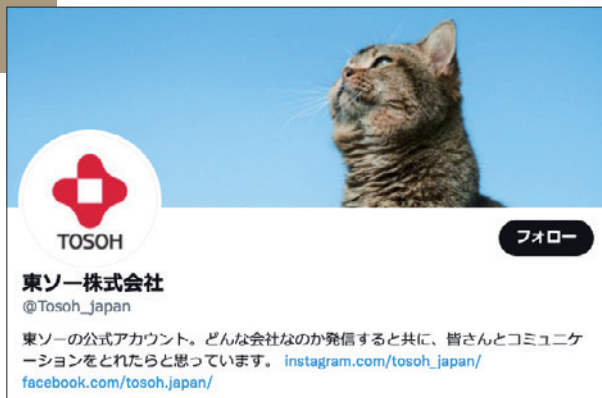 TOSOH
フォロー
東ソー株式会社
@Tosoh_japan
東ソーの公式アカウント。どんな会社なのか発信すると共に、皆さんとコミュニケ
ーションをとれたらと思っています。 instagram.com/tosoh_japan/
facebook.com/tosoh.japan/